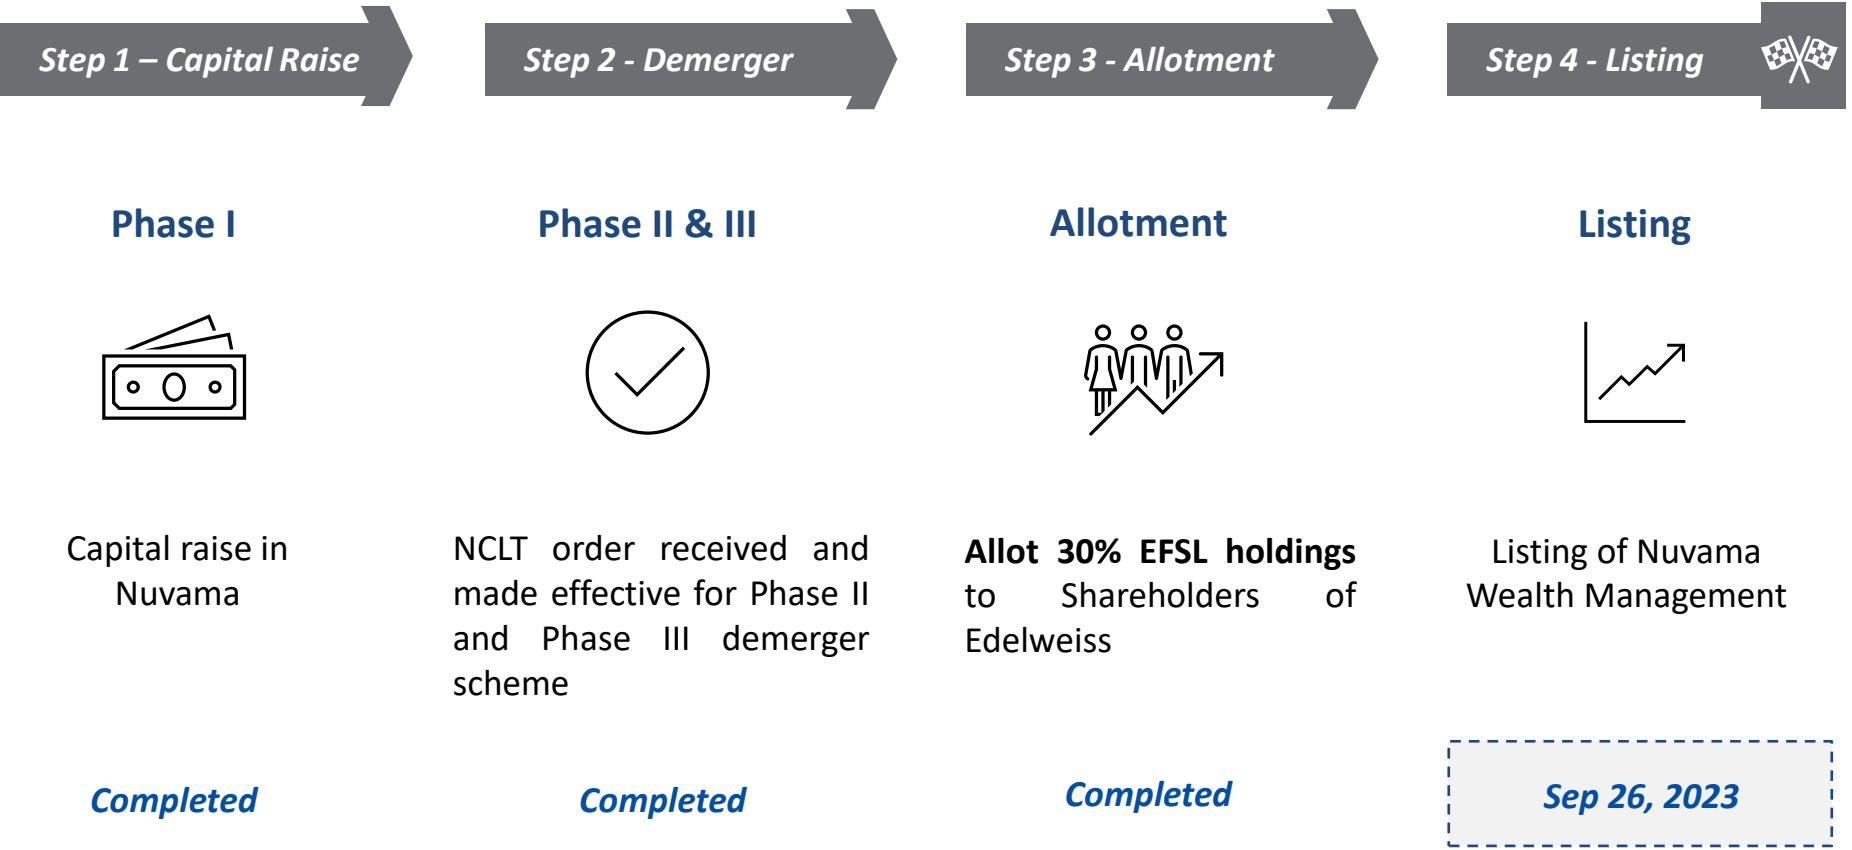 Step 1 – Capital Raise
Step 2 - Demerger
Step 3 - Allotment
Step 4 - Listing
Phase I
Phase II & III
Allotment
Listing
Capital raise in
Nuvama
NCLT order received and
made effective for Phase II
and Phase III demerger
scheme
Allot 30% EFSL holdings
to Shareholders of
Edelweiss
Listing of Nuvama
Wealth Management
Completed
Completed
Completed
Sep 26, 2023